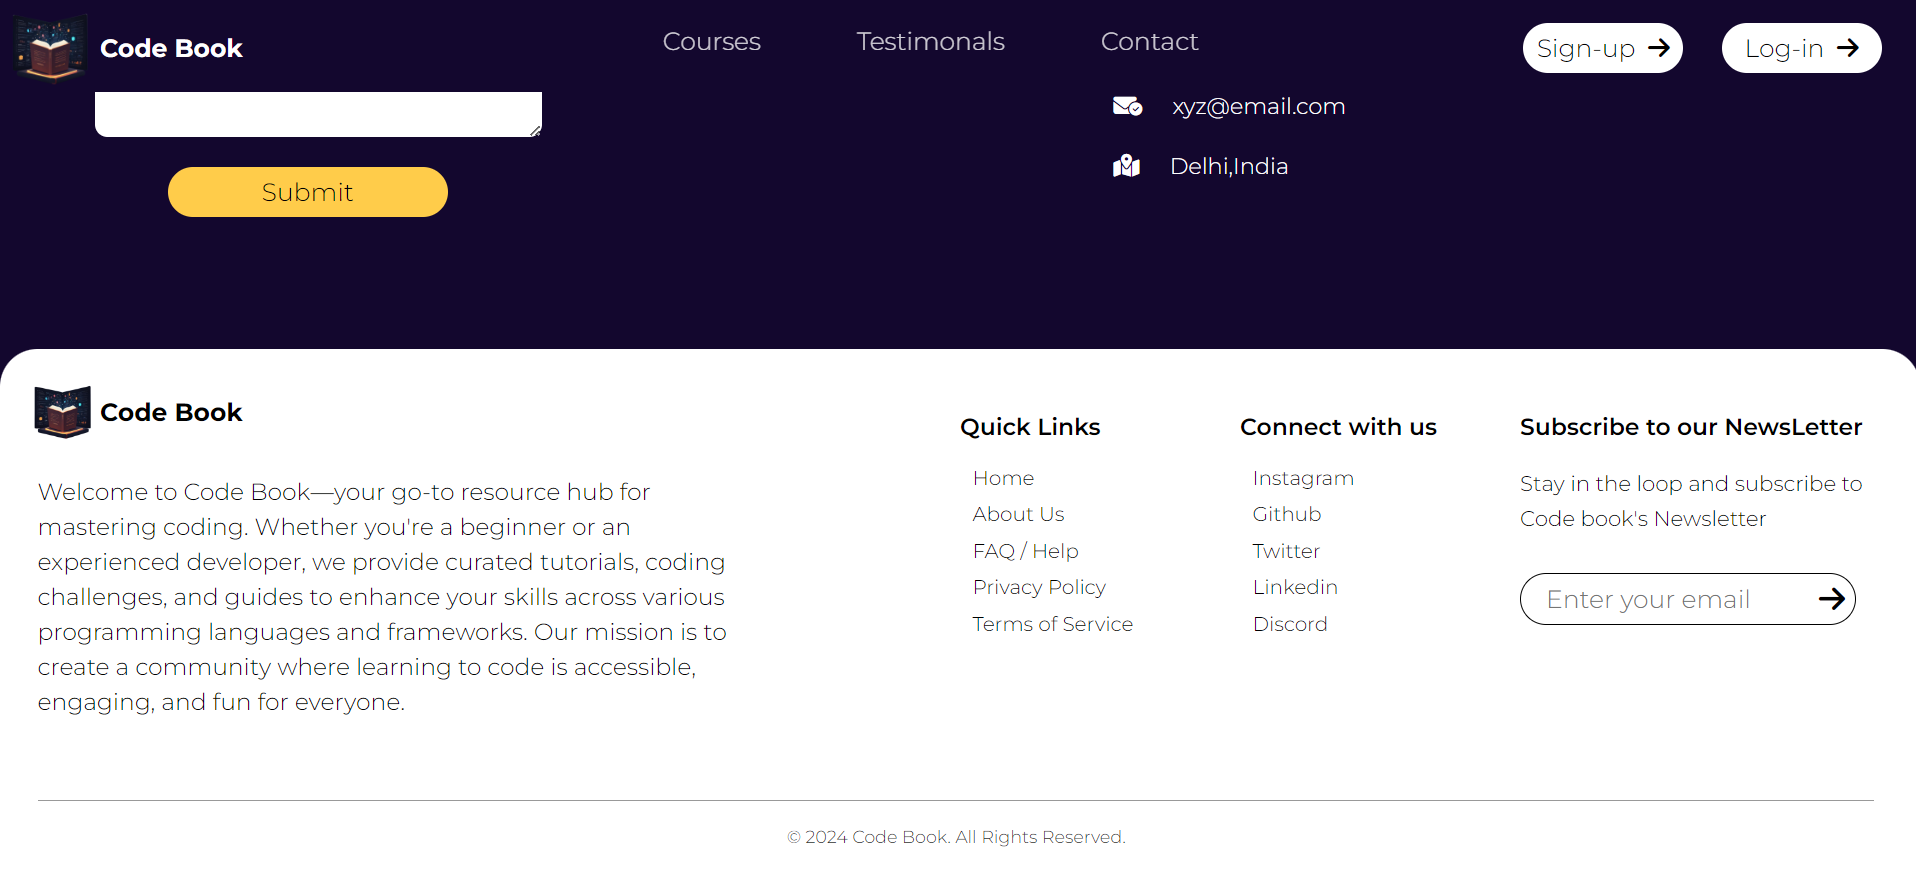 Code Book
Courses
Testimonals
Contact
Sign-up
Log-in
xyz@email.com
Delhi,India
Submit
Code Book
Welcome to Code Book—your go-to resource hub for
mastering coding. Whether you're a beginner or an
experienced developer, we provide curated tutorials, coding
challenges, and guides to enhance your skills across various
programming languages and frameworks. Our mission is to
create a community where learning to code is accessible,
engaging, and fun for everyone.
Quick Links
Home
About Us
FAQ / Help
Privacy Policy
Terms of Service
Connect with us
Instagram
Github
Twitter
Linkedin
Discord
Subscribe to our NewsLetter
Stay in the loop and subscribe to
Code book's Newsletter
Enter your email
© 2024 Code Book. All Rights Reserved.